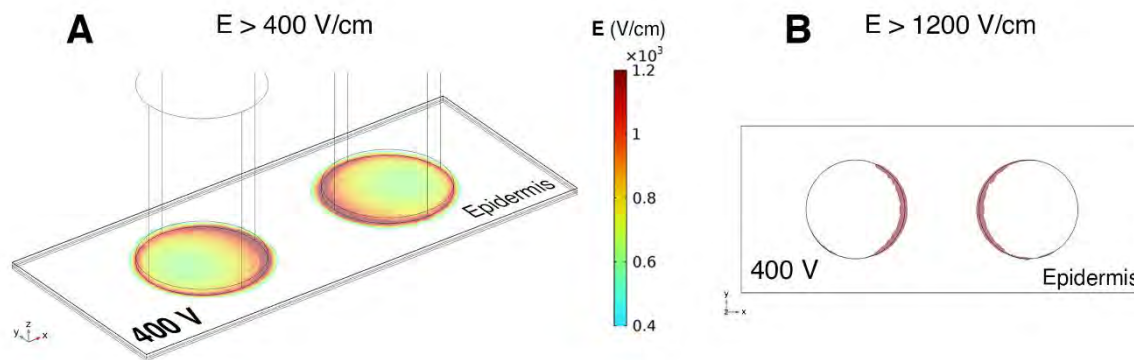 A
E > 400 V/cm
E (V/cm)
×10³
1.2
1
0.8
0.6
0.4
Epidermis
400 V
z
y
x
B
E > 1200 V/cm
400 V
Epidermis
y
z
x